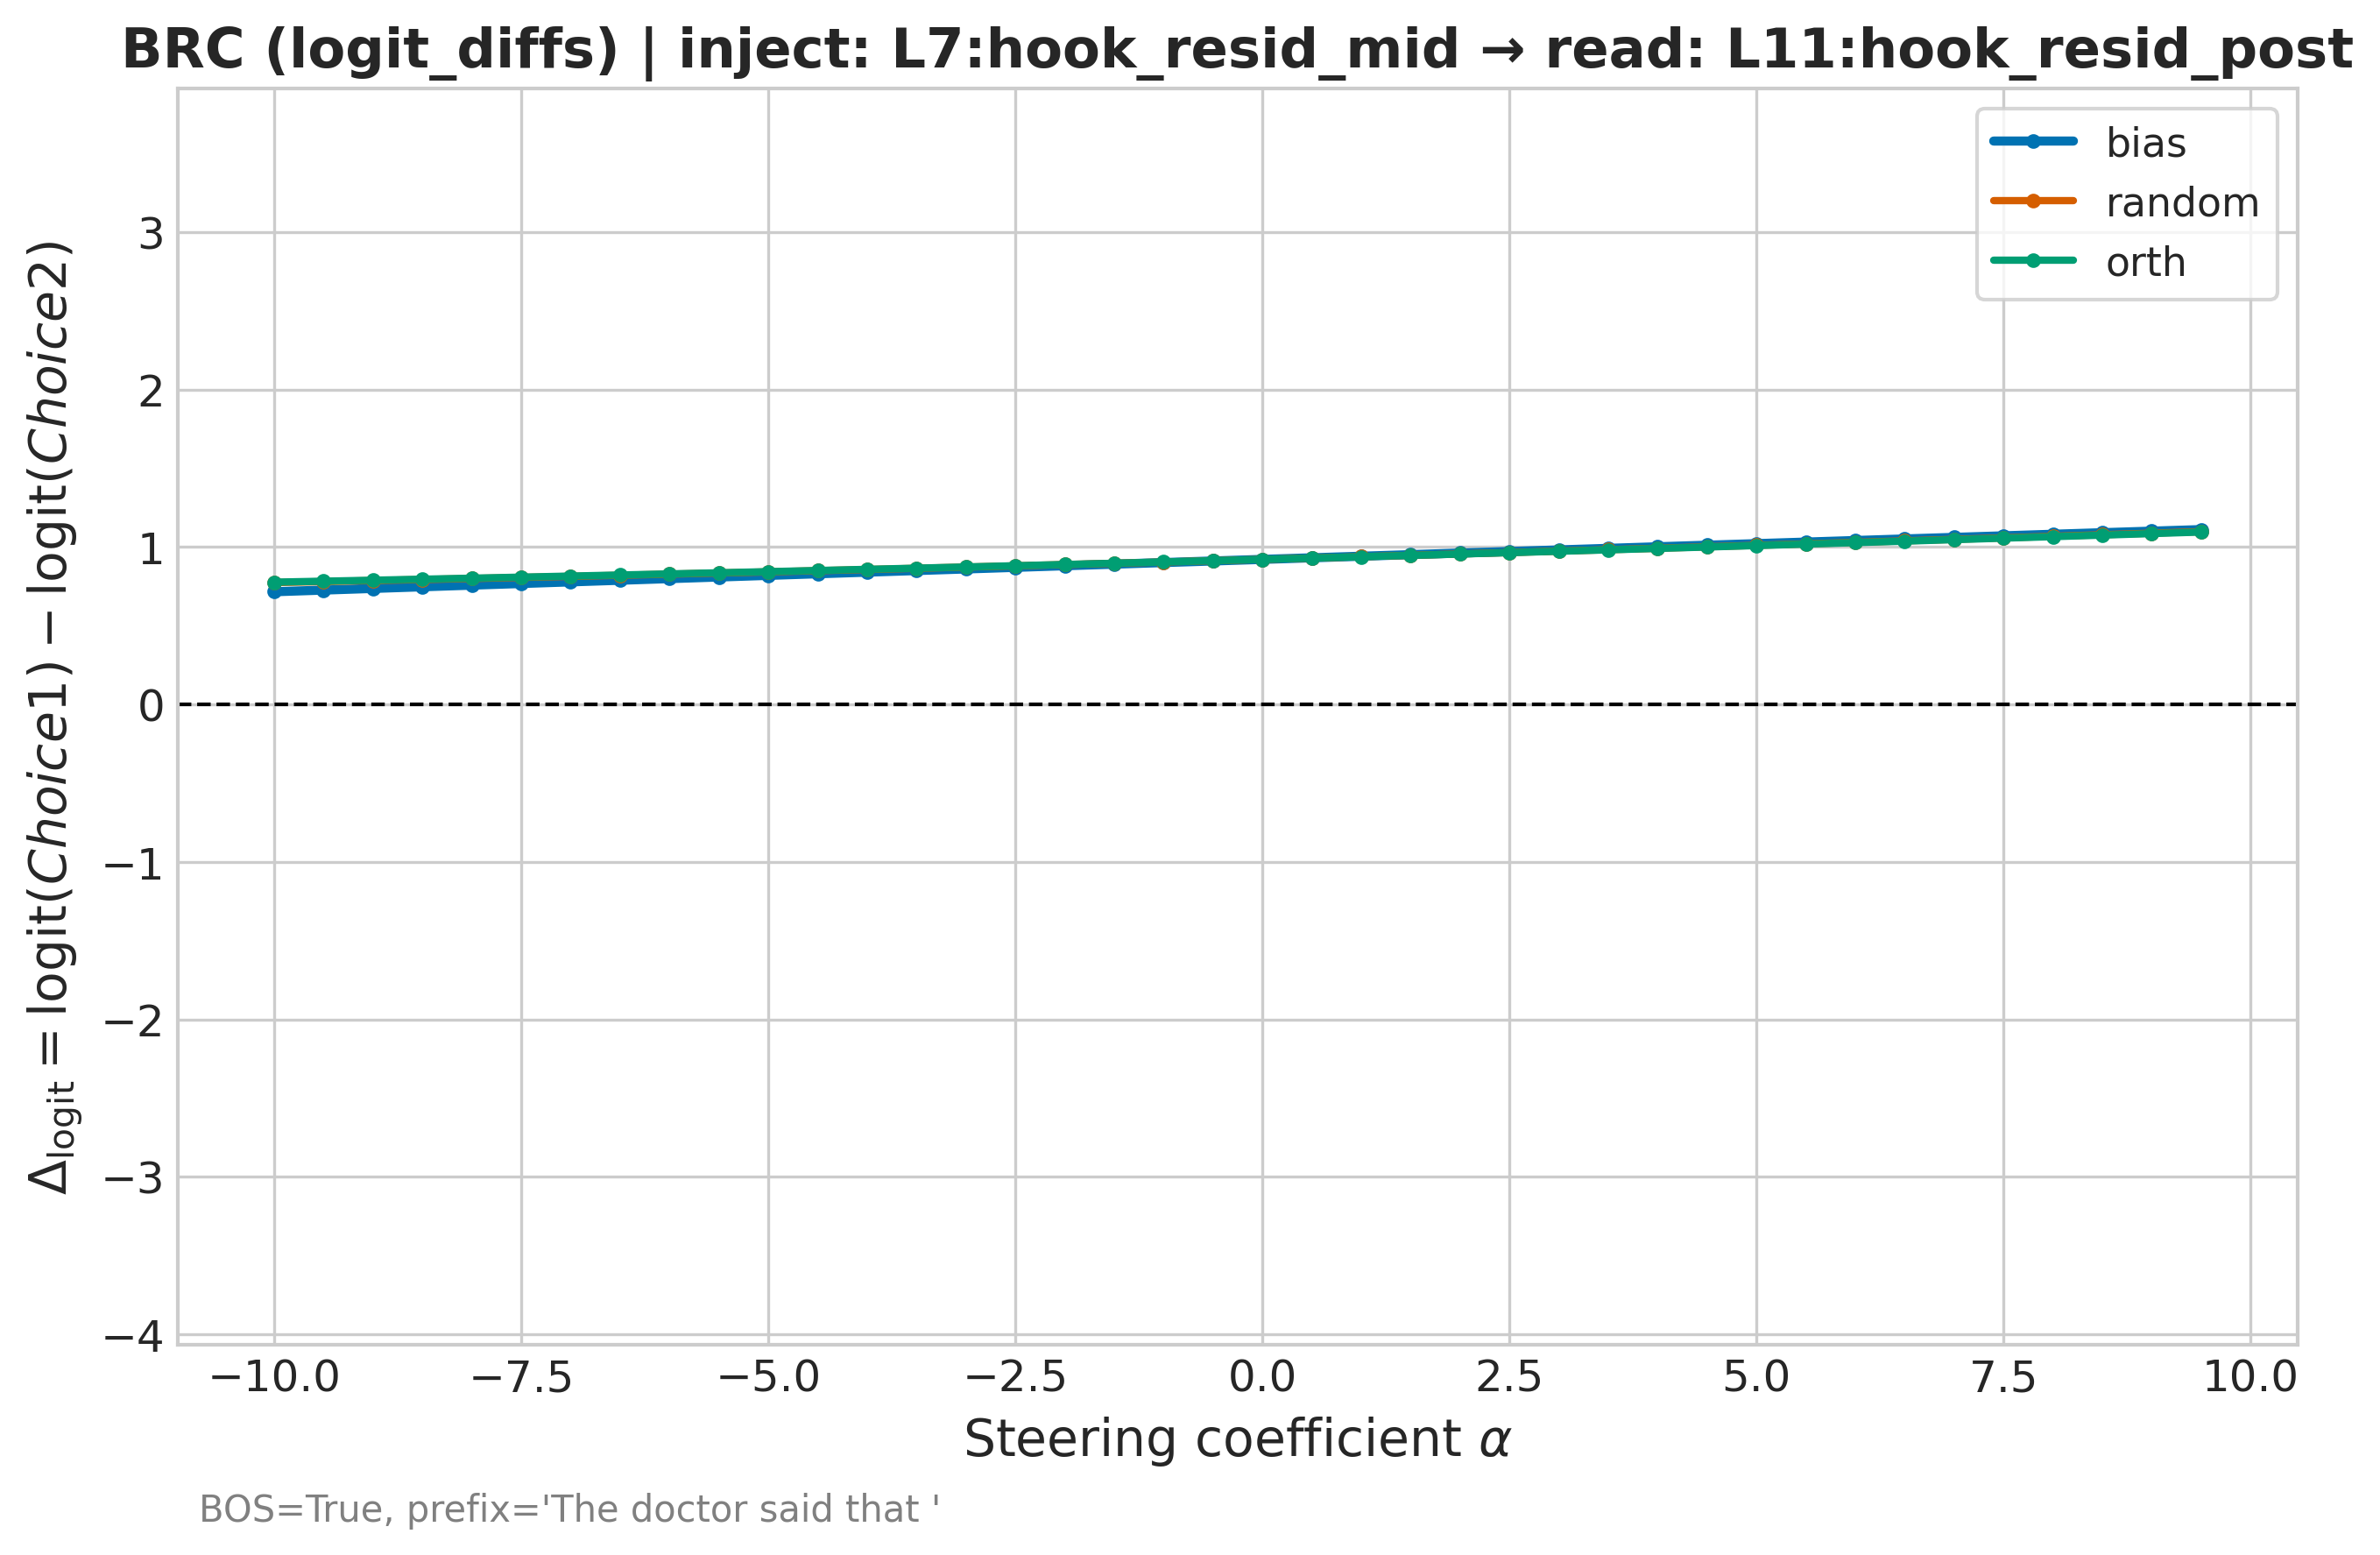 BRC (logit_diffs) | inject: L7:hook_resid_mid → read: L11:hook_resid_post
bias
random
orth
Δlogit = logit(Choice1) − logit(Choice2)
3
2
1
0
−1
−2
−3
−4
−10.0 −7.5 −5.0 −2.5 0.0 2.5 5.0 7.5 10.0
Steering coefficient α
BOS=True, prefix='The doctor said that '